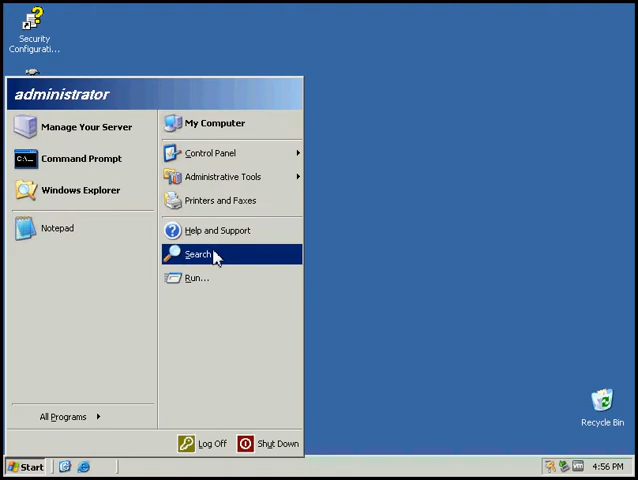 Security
Configurati...
administrator
Manage Your Server
Command Prompt
Windows Explorer
Notepad
All Programs
My Computer
Control Panel
Administrative Tools
Printers and Faxes
Help and Support
Search
Run...
Log Off
Shut Down
Recycle Bin
Start
4:56 PM